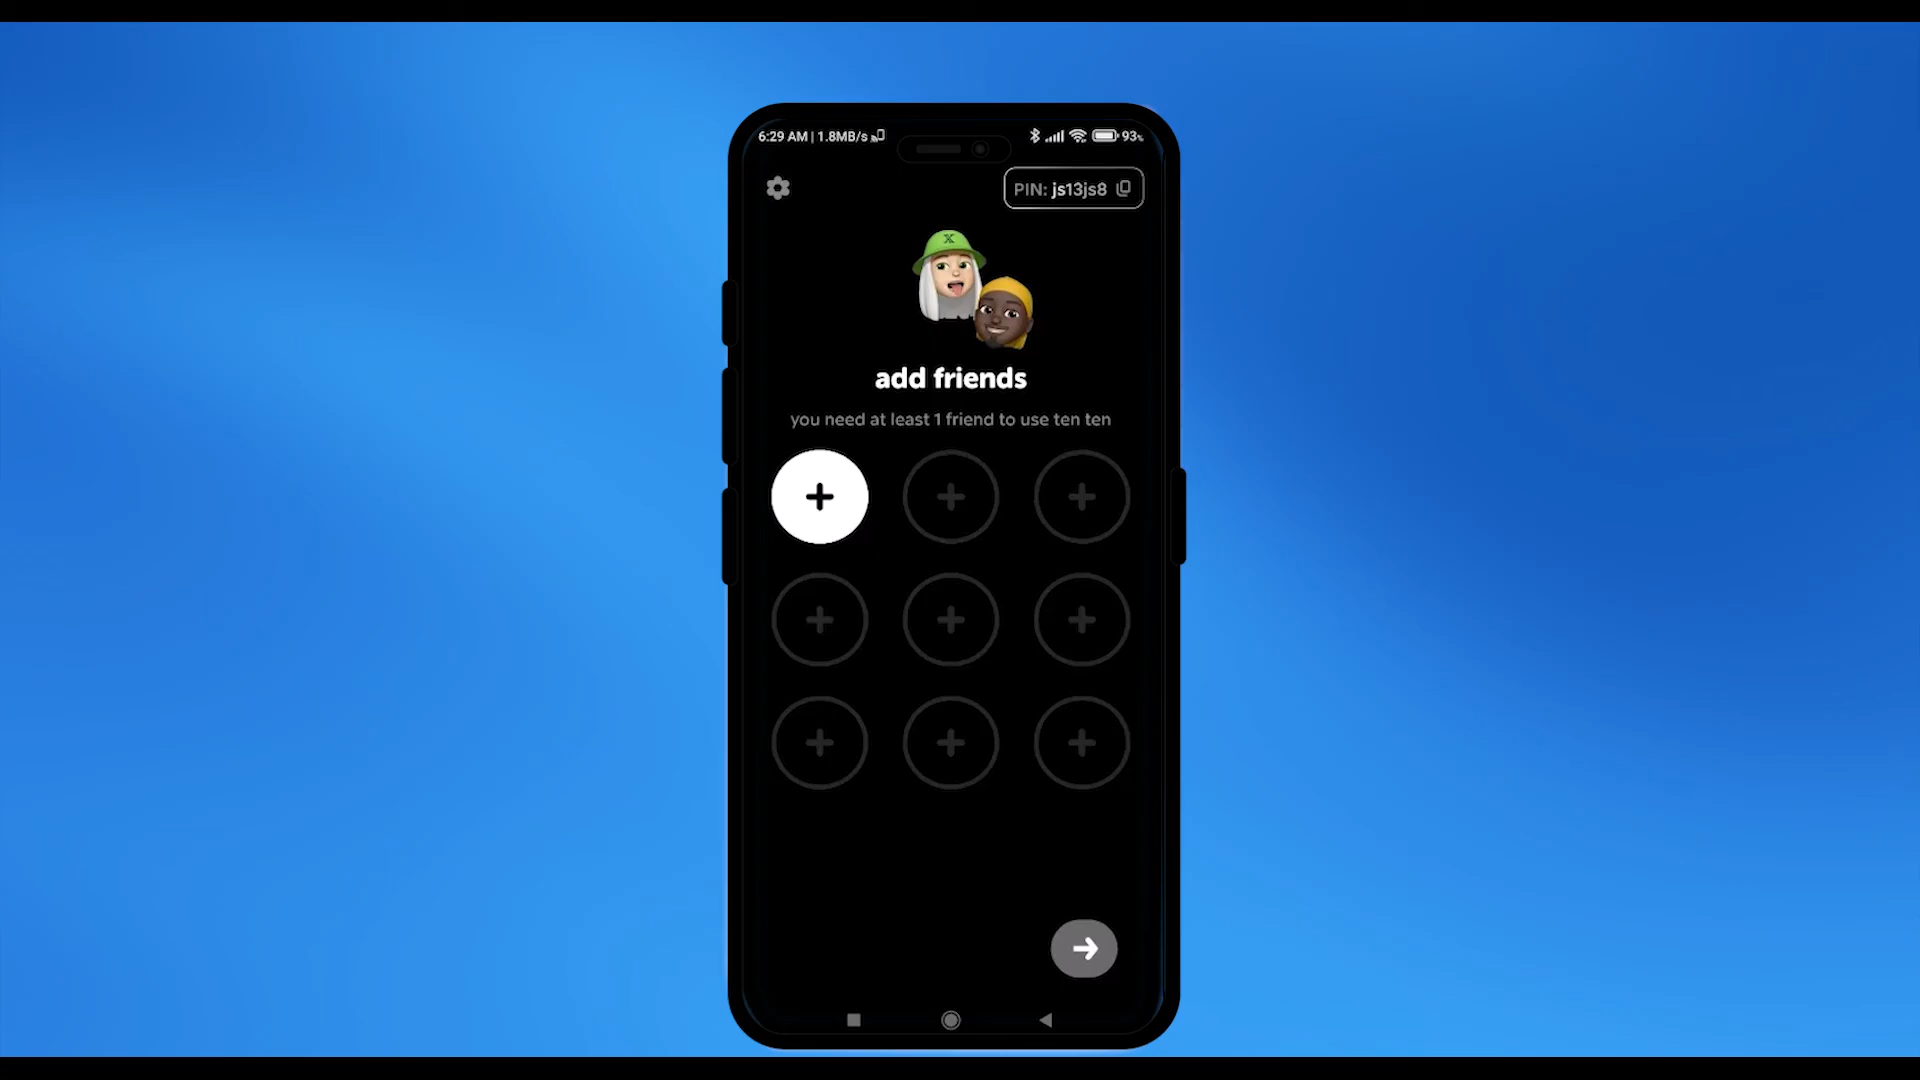 6:29 AM | 1.8MB/s
93%
PIN: js13js8
X
add friends
you need at least 1 friend to use ten ten